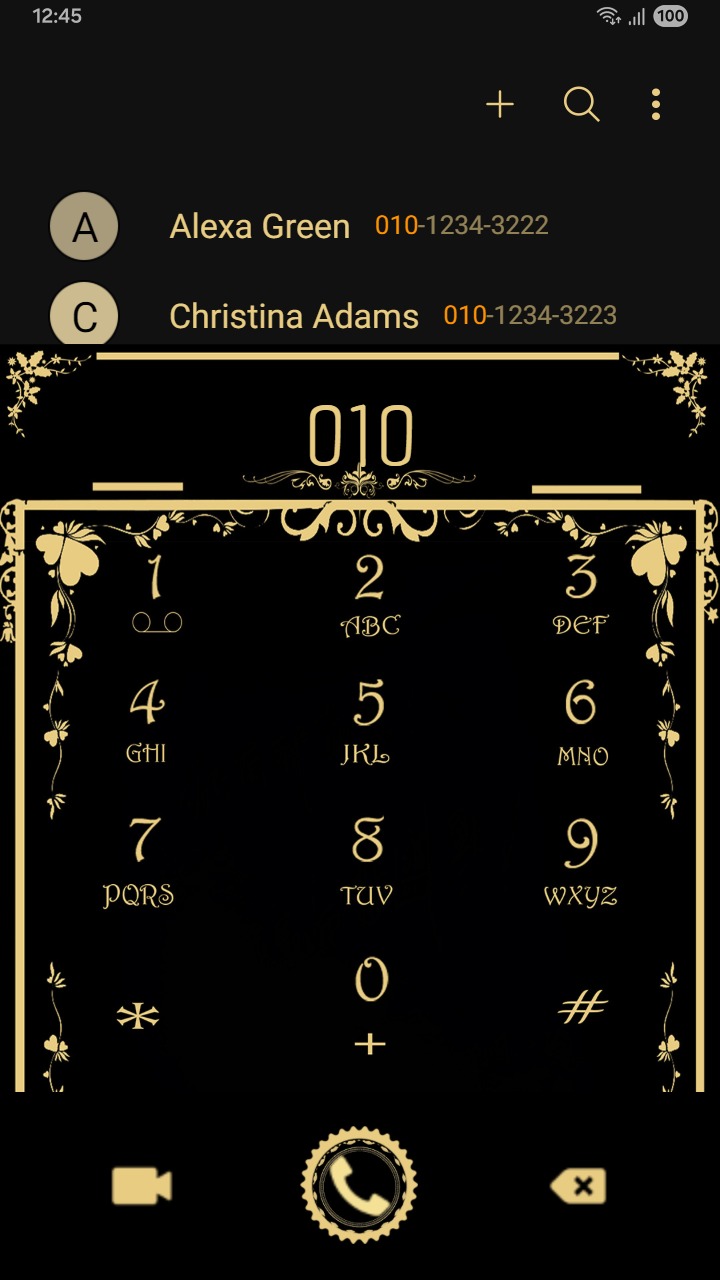 12:45 100
A Alexa Green 010-1234-3222
C Christina Adams 010-1234-3223
010
1 2 3
ABC DEF
4 5 6
GHI JKL MNO
7 8 9
PQRS TUV WXYZ
* 0 #
+